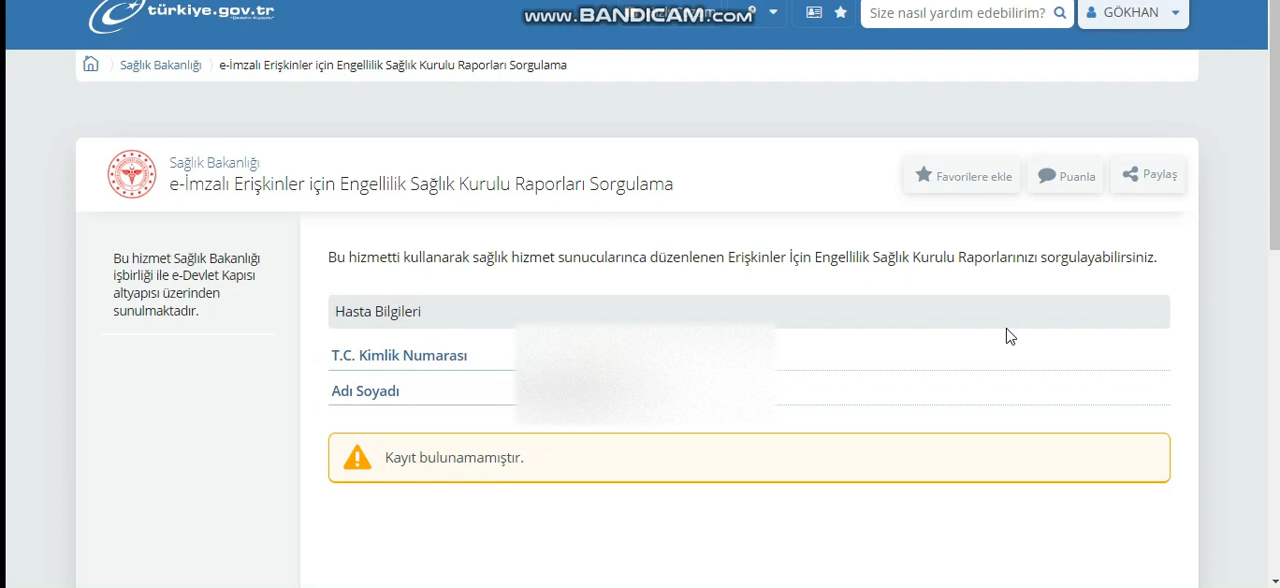 türkiye.gov.tr
www.BANDICAM.com
Size nasıl yardım edebilirim?
GÖKHAN
Sağlık Bakanlığı
e-İmzalı Erişkinler için Engellilik Sağlık Kurulu Raporları Sorgulama
Sağlık Bakanlığı
e-İmzalı Erişkinler için Engellilik Sağlık Kurulu Raporları Sorgulama
Favorilere ekle
Puanla
Paylaş
Bu hizmet Sağlık Bakanlığı
işbirliği ile e-Devlet Kapısı
altyapısı üzerinden
sunulmaktadır.
Bu hizmetti kullanarak sağlık hizmet sunucularınca düzenlenen Erişkinler İçin Engellilik Sağlık Kurulu Raporlarınızı sorgulayabilirsiniz.
Hasta Bilgileri
T.C. Kimlik Numarası
Adı Soyadı
Kayıt bulunamamıştır.